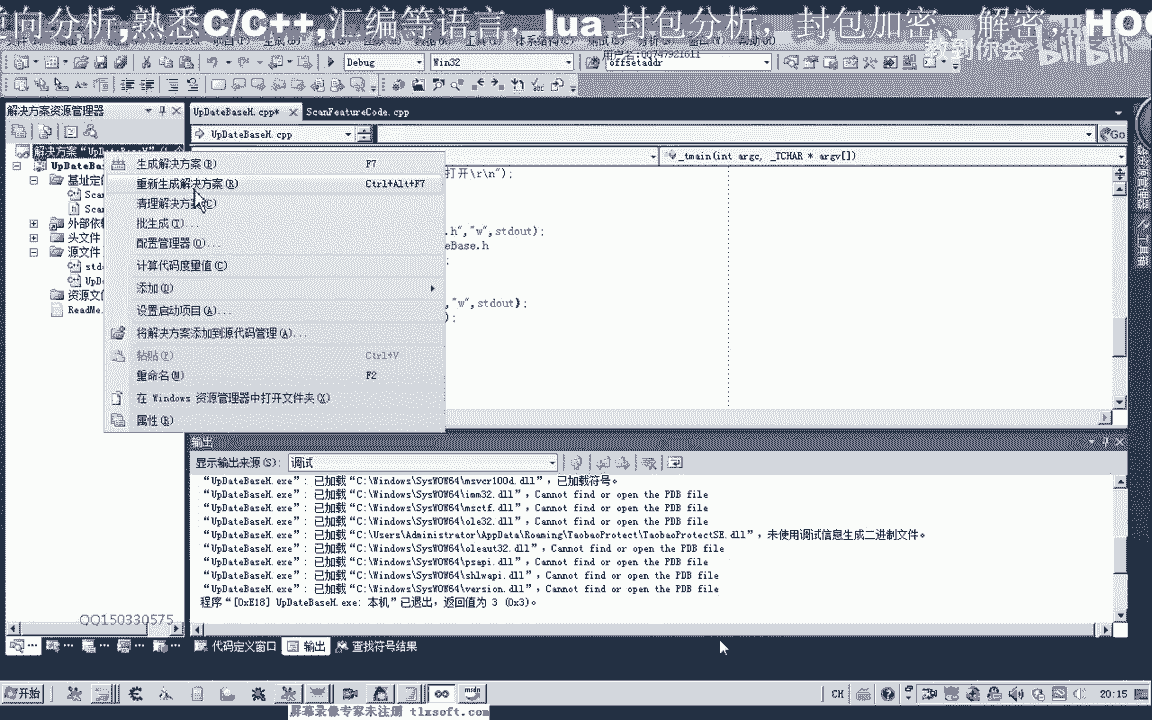 向分析,熟悉C/C++,汇编等语言，lua 封包分析，封包加密、解密，HO
教到你会 bilibili
Debug Win32 offsetaddr
解决方案资源管理器 UpDateBaseH.cpp* ScanFeatureCode.cpp
UpDateBaseH.cpp Go
解决方案“Up
_tmain(int argc, _TCHAR * argv[])
UpDateBas
基址定位
Scan
Scan
外部依
头文件
源文件
std
UpD
资源文
ReadMe.
生成解决方案(B) F7
重新生成解决方案(R) Ctrl+Alt+F7
清理解决方案(C)
批生成(T)...
配置管理器(O)...
计算代码度量值(C)
添加(D)
设置启动项目(A)...
将解决方案添加到源代码管理(A)...
粘贴(P) Ctrl+V
重命名(M) F2
在 Windows 资源管理器中打开文件夹(X)
属性(R)
打开\r\n");
.h","w",stdout);
eBase.h
;
,"w",stdout);
);
工具箱
输出
显示输出来源(S): 调试
“UpDateBaseH.exe”: 已加载“C:\Windows\SysWOW64\msvcr100d.dll”，已加载符号。
“UpDateBaseH.exe”: 已加载“C:\Windows\SysWOW64\imm32.dll”，Cannot find or open the PDB file
“UpDateBaseH.exe”: 已加载“C:\Windows\SysWOW64\msctf.dll”，Cannot find or open the PDB file
“UpDateBaseH.exe”: 已加载“C:\Windows\SysWOW64\ole32.dll”，Cannot find or open the PDB file
“UpDateBaseH.exe”: 已加载“C:\Users\Administrator\AppData\Roaming\TaobaoProtect\TaobaoProtectSE.dll”，未使用调试信息生成二进制文件。
“UpDateBaseH.exe”: 已加载“C:\Windows\SysWOW64\oleaut32.dll”，Cannot find or open the PDB file
“UpDateBaseH.exe”: 已加载“C:\Windows\SysWOW64\psapi.dll”，Cannot find or open the PDB file
“UpDateBaseH.exe”: 已加载“C:\Windows\SysWOW64\shlwapi.dll”，Cannot find or open the PDB file
“UpDateBaseH.exe”: 已加载“C:\Windows\SysWOW64\version.dll”，Cannot find or open the PDB file
程序“[0xE18] UpDateBaseH.exe: 本机”已退出，返回值为 3 (0x3)。
QQ150330575
代码定义窗口 输出 查找符号结果
开始 msdn CH 20:15
屏幕录像专家未注册 tlxsoft.com